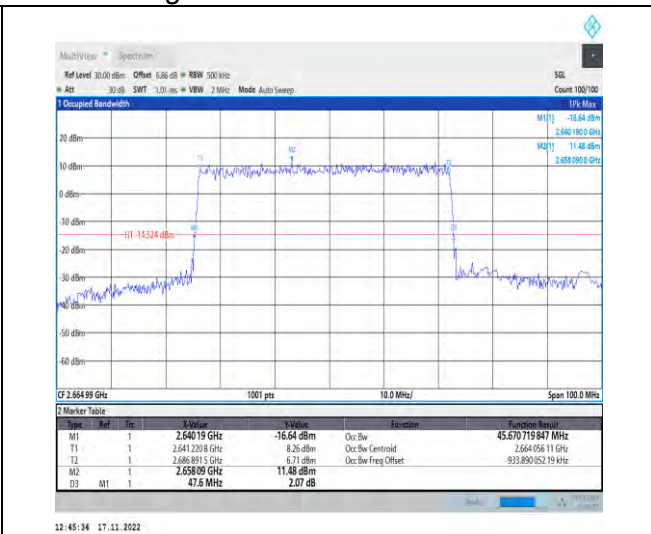 MultiView Spectrum
Ref Level 30.00 dBm Offset 6.86 dB RBW 500 kHz SGL
Att 30 dB SWT 1.01 ms VBW 2 MHz Mode Auto Sweep Count 100/100
1 Occupied Bandwidth 1Pk Max
M1[1] -16.64 dBm
2.640 190 0 GHz
M2[1] 11.48 dBm
2.658 090 0 GHz
20 dBm
M2
T1 T2
10 dBm
0 dBm
-10 dBm
H1 -14.524 dBm M1 D3
-20 dBm
-30 dBm
-40 dBm
-50 dBm
-60 dBm
CF 2.664 99 GHz 1001 pts 10.0 MHz/ Span 100.0 MHz
2 Marker Table
Type Ref Trc X-Value Y-Value Function Function Result
M1 1 2.640 19 GHz -16.64 dBm Occ Bw 45.670 719 847 MHz
T1 1 2.641 220 8 GHz 8.26 dBm Occ Bw Centroid 2.664 056 11 GHz
T2 1 2.686 891 5 GHz 6.71 dBm Occ Bw Freq Offset -933.890 052 19 kHz
M2 1 2.658 09 GHz 11.48 dBm
D3 M1 1 47.6 MHz 2.07 dB
12:45:34 17.11.2022